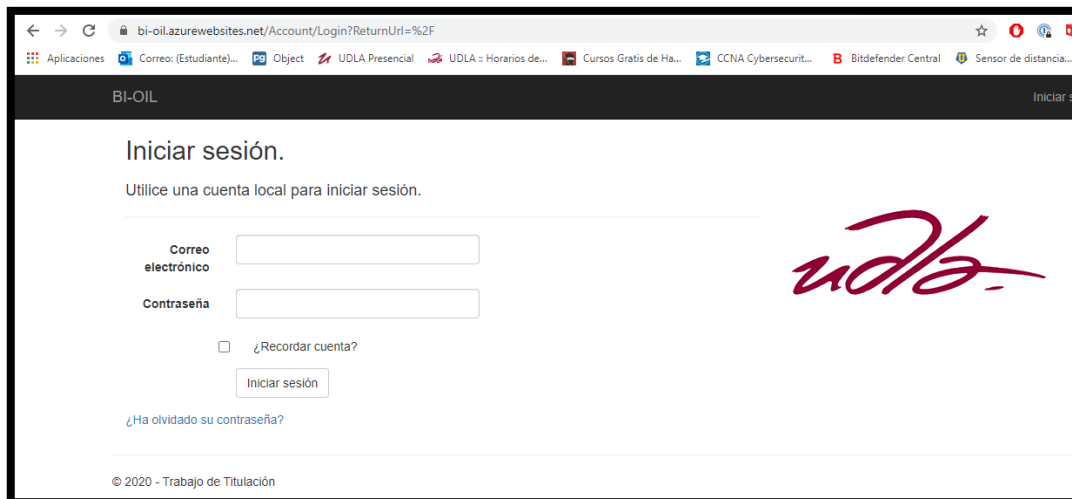 bi-oil.azurewebsites.net/Account/Login?ReturnUrl=%2F
Aplicaciones Correo: (Estudiante)... Object UDLA Presencial UDLA :: Horarios de... Cursos Gratis de Ha... CCNA Cybersecurit... B Bitdefender Central Sensor de distancia...
BI-OIL Iniciar s
Iniciar sesión.
Utilice una cuenta local para iniciar sesión.
udla-
Correo
electrónico
Contraseña
¿Recordar cuenta?
Iniciar sesión
¿Ha olvidado su contraseña?
© 2020 - Trabajo de Titulación